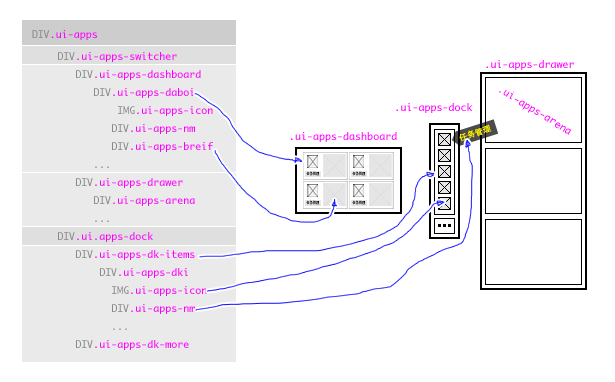 DIV.ui-apps
DIV.ui-apps-switcher
DIV.ui-apps-dashboard
DIV.ui-apps-daboi
IMG.ui-apps-icon
DIV.ui-apps-nm
DIV.ui-apps-breif
...
DIV.ui-apps-drawer
DIV.ui-apps-arena
...
DIV.ui.apps-dock
DIV.ui-apps-dk-items
DIV.ui-apps-dki
IMG.ui-apps-icon
DIV.ui-apps-nm
...
DIV.ui-apps-dk-more
.ui-apps-dashboard
.ui-apps-dock
任务管理
.ui-apps-drawer
.ui-apps-arena